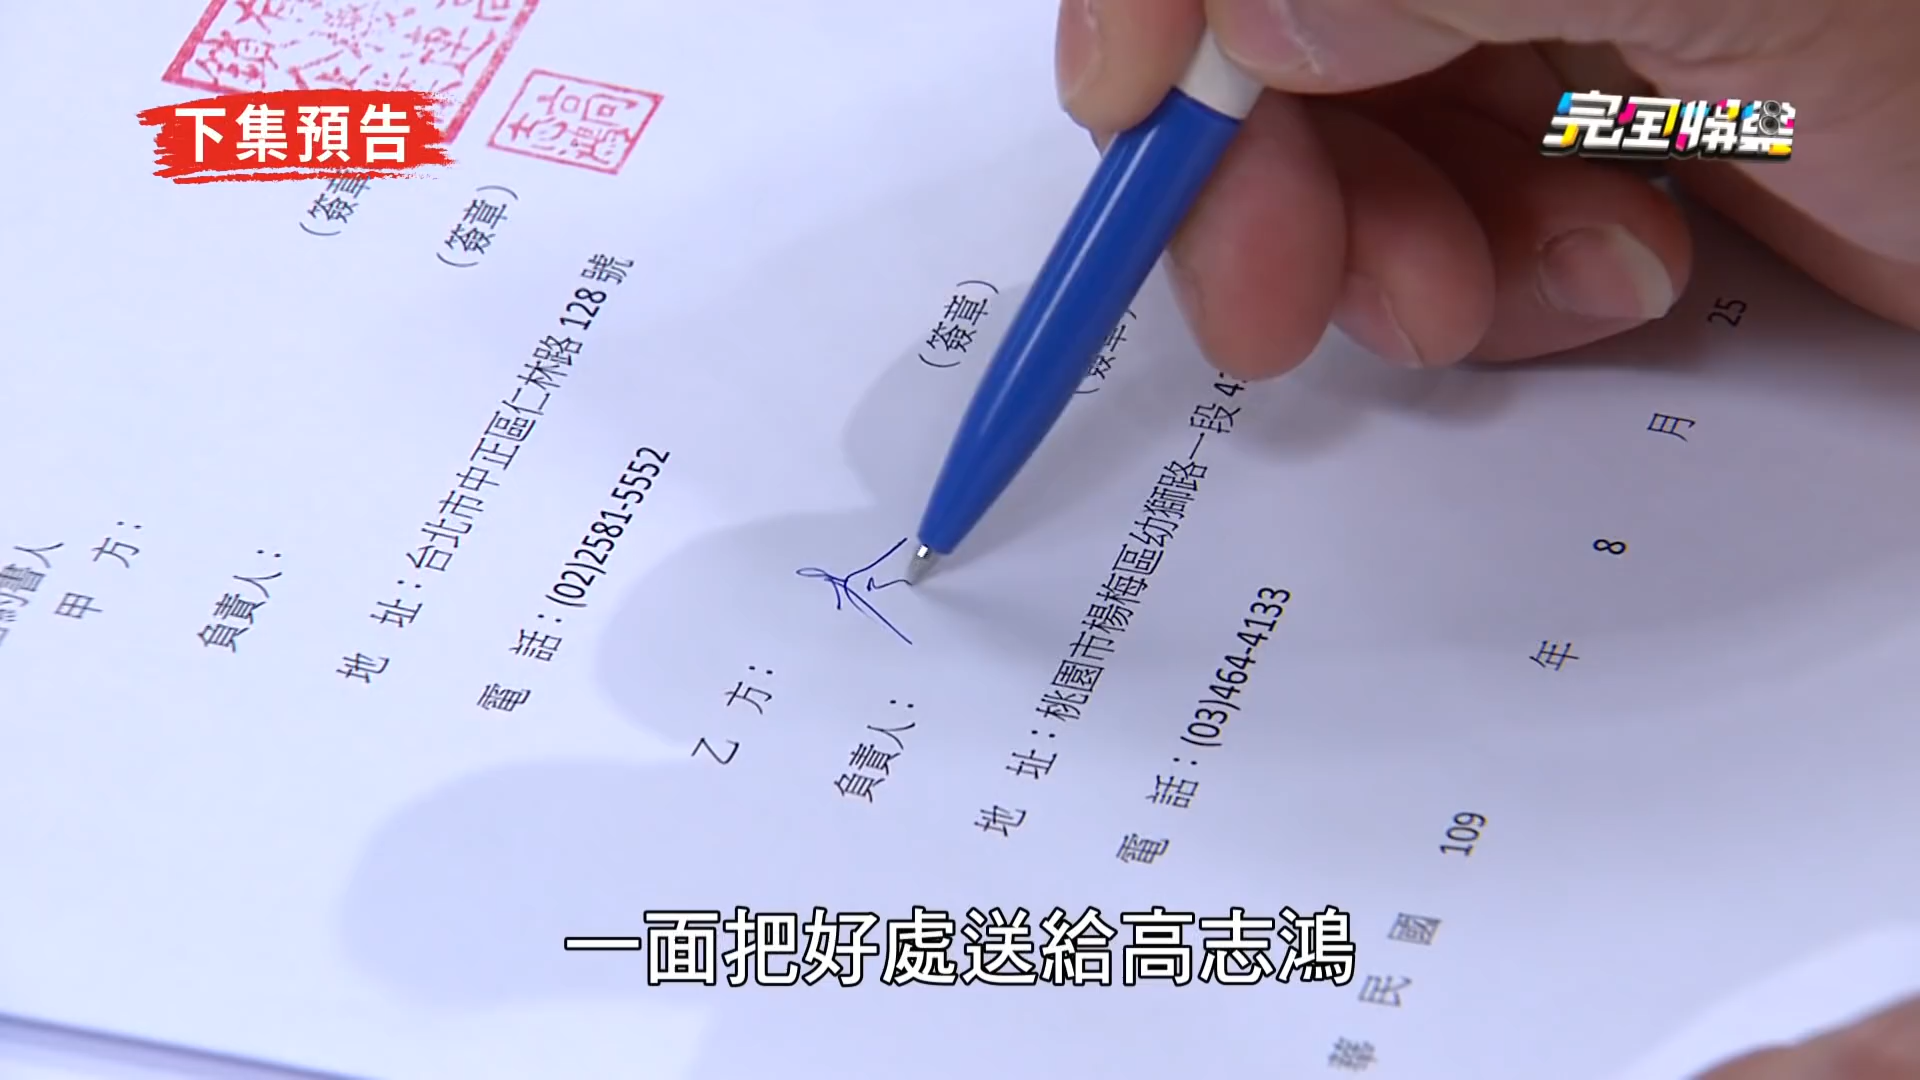 下集預告
完全娛樂
高志鴻
(簽章)
(簽章)
甲 方：
負責人：
地 址：台北市中正區仁林路 128 號
電 話：(02)2581-5552
(簽章)
乙 方：
負責人：
地 址：桃園市楊梅區幼獅路一段
電 話：(03)464-4133
民 國 109 年 8 月 25
一面把好處送給高志鴻